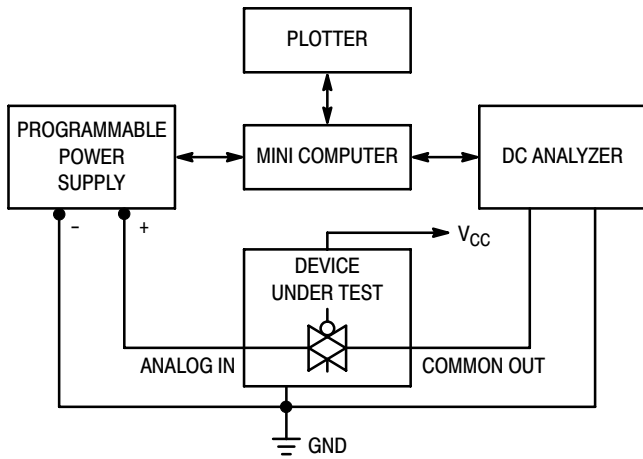 PLOTTER
PROGRAMMABLE
POWER
SUPPLY
MINI COMPUTER
DC ANALYZER
– +
VCC
DEVICE
UNDER TEST
ANALOG IN
COMMON OUT
GND